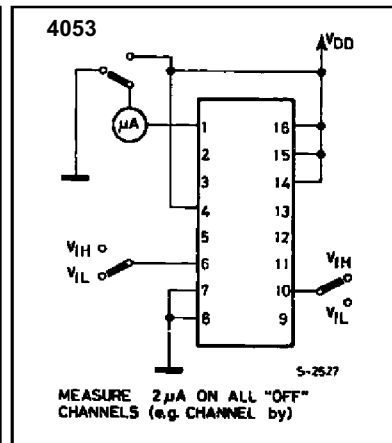 4053
VDD
μA
1 16
2 15
3 14
4 13
5 12
6 11
7 10
8 9
VIH
VIL
VIH
VIL
S-2527
MEASURE 2μA ON ALL "OFF"
CHANNELS (e.g. CHANNEL by)